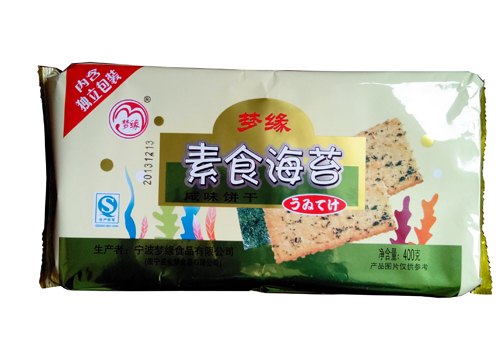 内含
独立包装
梦缘
®
20131213
梦缘
素食海苔
咸味饼干
うゐてけ
生产者：宁波梦缘食品有限公司
净含量：400克
产品图片仅供参考